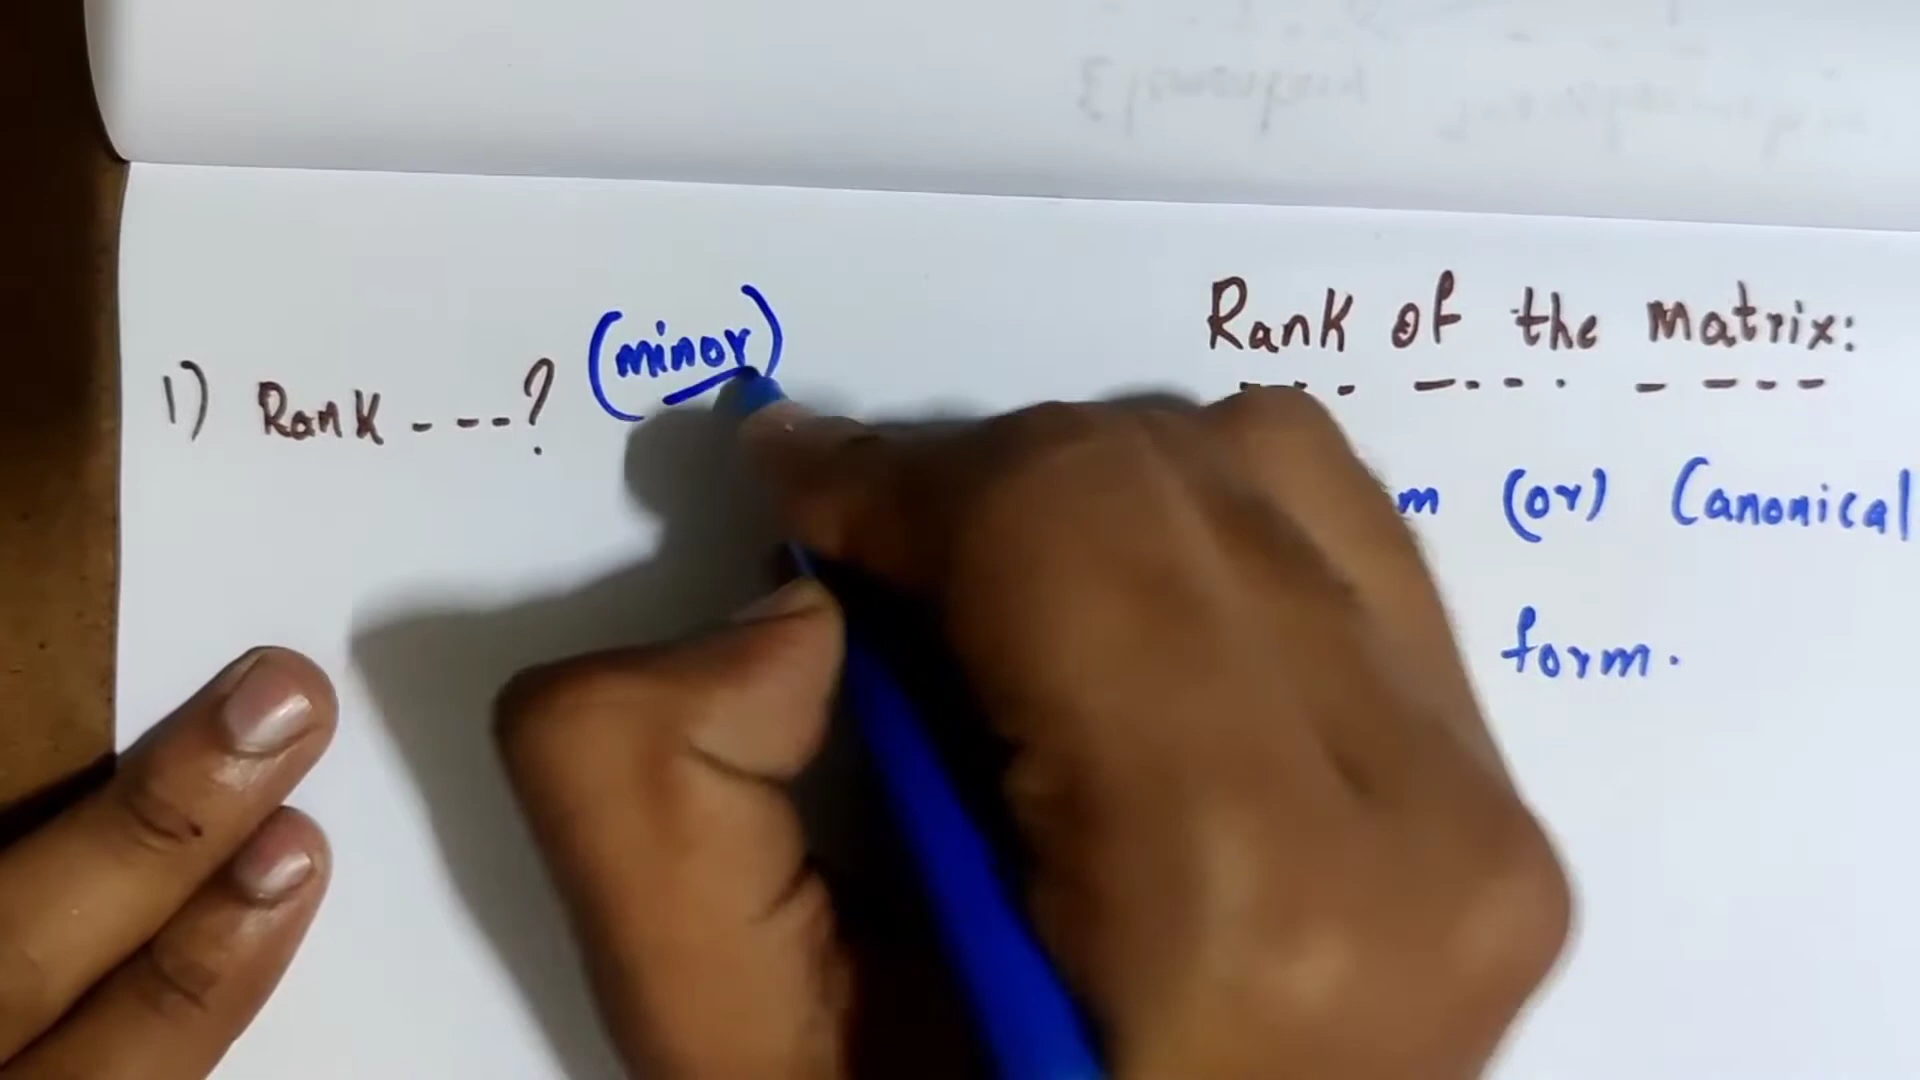 Rank of the Matrix:
1) Rank ---? (minor)
(or) Canonical
form.